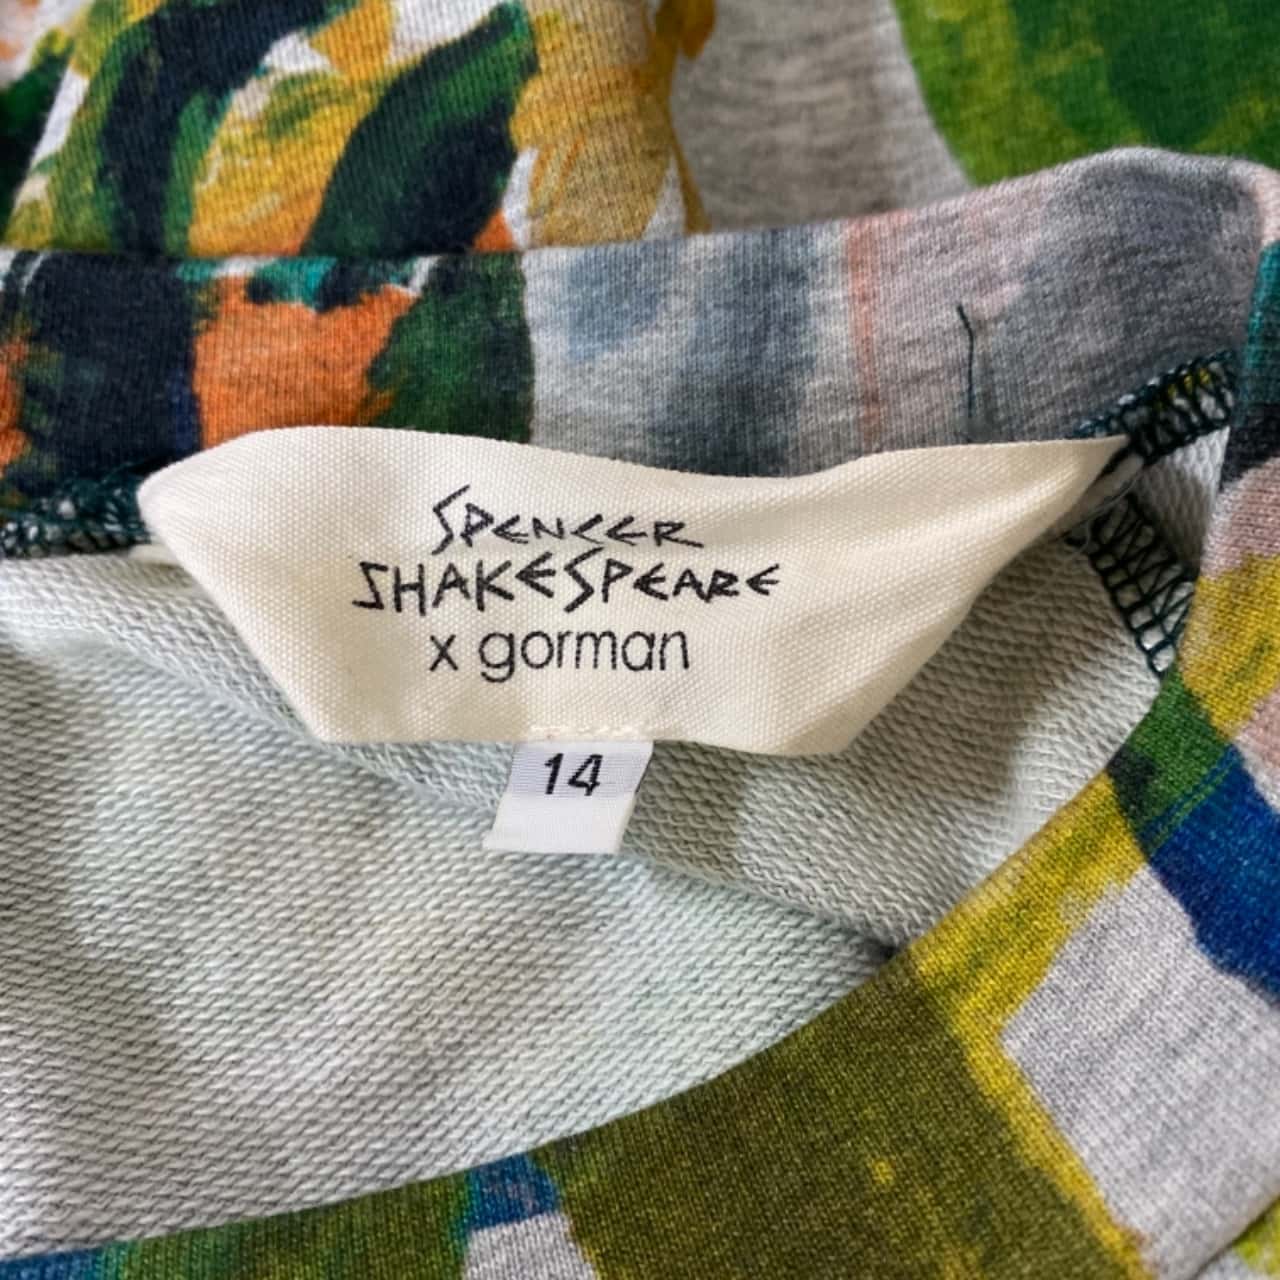 SPENCER
SHAKESPEARE
x gorman
14